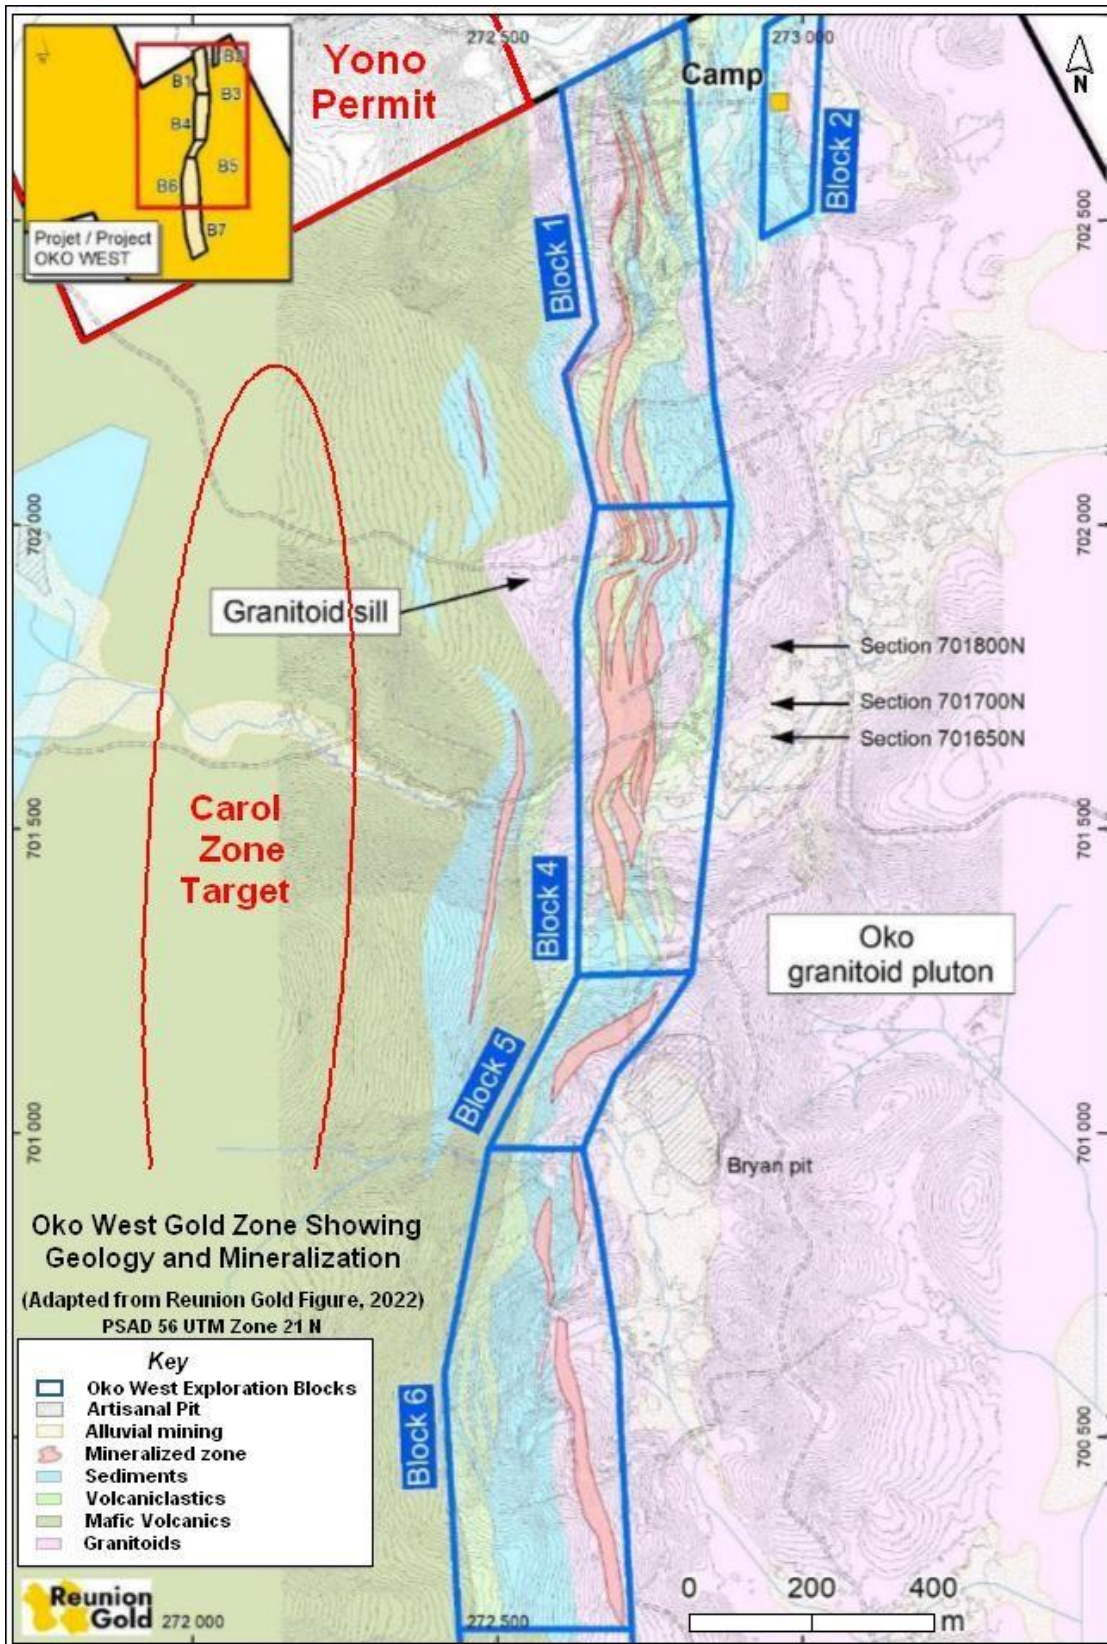 272 500
273 000
Yono
Permit
Camp
N
B1
B2
B3
B4
B5
B6
B7
Projet / Project
OKO WEST
Block 2
Block 1
702 500
702 000
702 500
702 000
Granitoid sill
Section 701800N
Section 701700N
Section 701650N
Carol
Zone
Target
701 500
701 500
Block 4
Oko
granitoid pluton
Block 5
701 000
701 000
Bryan pit
Oko West Gold Zone Showing
Geology and Mineralization
(Adapted from Reunion Gold Figure, 2022)
PSAD 56 UTM Zone 21 N
Key
Oko West Exploration Blocks
Artisanal Pit
Alluvial mining
Mineralized zone
Sediments
Volcaniclastics
Mafic Volcanics
Granitoids
Block 6
700 500
Reunion
Gold
272 000
272 500
0 200 400
m